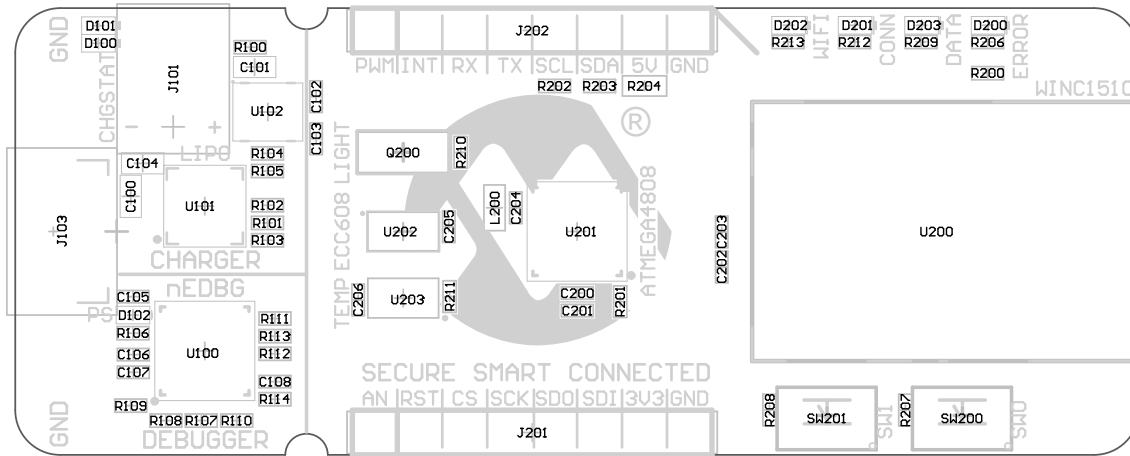 GND
D101
D100
CHGSTAT
J101
R100
C101
U102
C102
C103
LIPO
R104
R105
C104
C100
U101
R102
R101
R103
J103
CHARGER
nEDBG
PS
C105
D102
R106
C106
C107
U100
R111
R113
R112
C108
R114
R109
R108 R107 R110
DEBUGGER
GND
J202
PWM INT RX TX SCL SDA 5V GND
R202 R203 R204
®
TEMP ECC608 LIGHT
Q200
R210
L200
C204
U202
C205
U201
ATMEGA4808
C206
U203
R211
C200
C201
R201
C202 C203
SECURE SMART CONNECTED
AN RST CS SCK SDO SDI 3V3 GND
J201
D202
R213
WIFI
D201
R212
CONN
D203
R209
DATA
D200
R206
ERROR
R200
WINC1510
U200
R208
SW201
SW1
R207
SW200
SW0